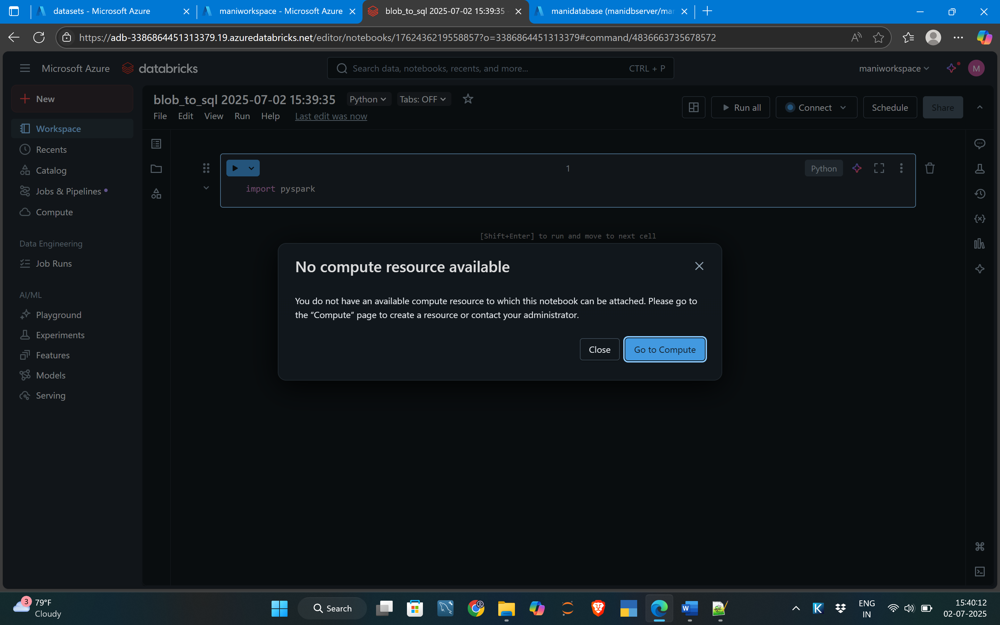 datasets - Microsoft Azure
maniworkspace - Microsoft Azure
blob_to_sql 2025-07-02 15:39:35
manidatabase (manidbserver/mar
https://adb-3386864451313379.19.azuredatabricks.net/editor/notebooks/1762436219558857?o=3386864451313379#command/4836663735678572
Microsoft Azure databricks
Search data, notebooks, recents, and more... CTRL + P
maniworkspace
M
New
Workspace
Recents
Catalog
Jobs & Pipelines
Compute
Data Engineering
Job Runs
AI/ML
Playground
Experiments
Features
Models
Serving
blob_to_sql 2025-07-02 15:39:35 Python Tabs: OFF
File Edit View Run Help Last edit was now
Run all Connect Schedule Share
1
Python
import pyspark
[Shift+Enter] to run and move to next cell
No compute resource available
You do not have an available compute resource to which this notebook can be attached. Please go to
the “Compute” page to create a resource or contact your administrator.
Close Go to Compute
3
79°F
Cloudy
Search
W
K
ENG
IN
15:40:12
02-07-2025